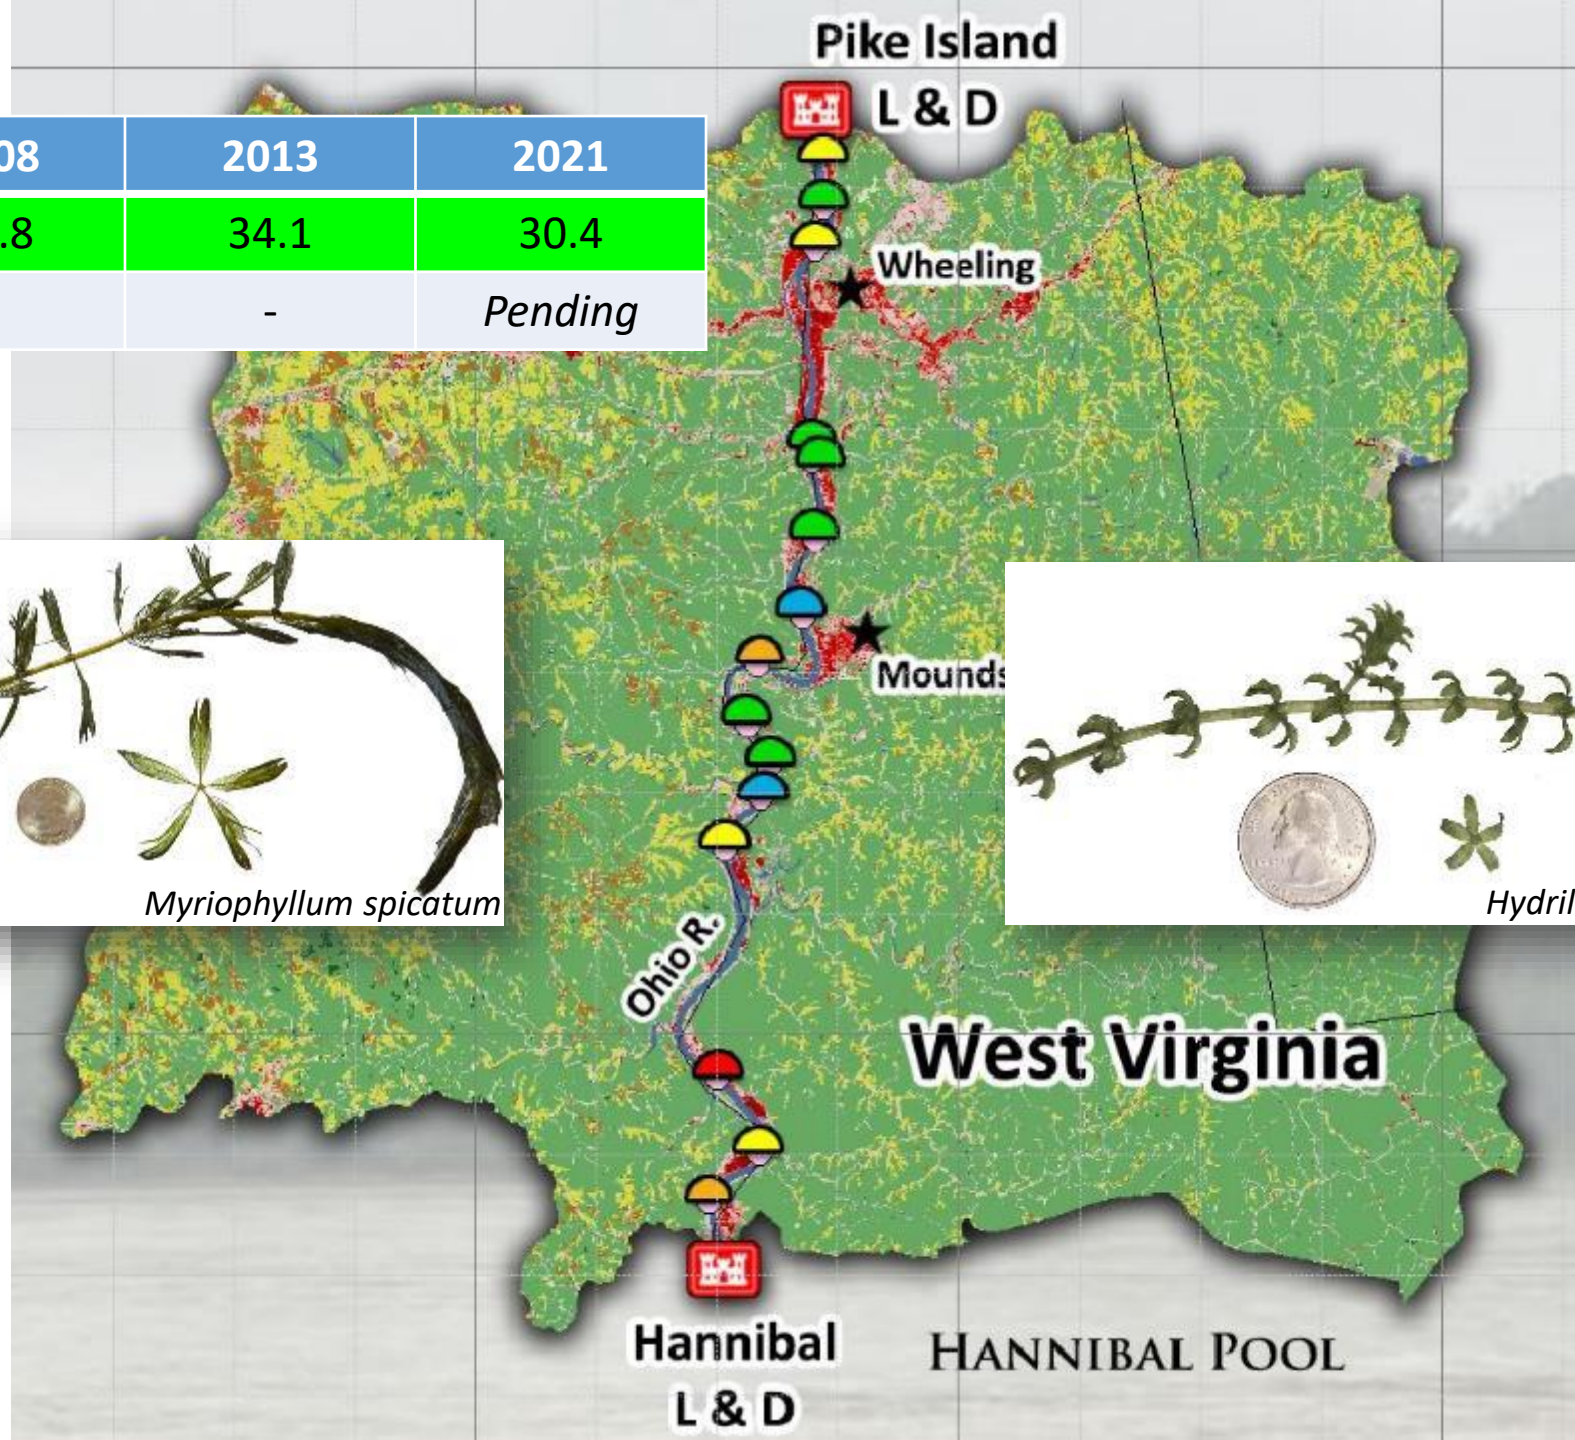 Pike Island
L & D
08 2013 2021
.8 34.1 30.4
- Pending
Wheeling
Mounds
Myriophyllum spicatum
Hydril
Ohio R.
West Virginia
Hannibal
L & D
HANNIBAL POOL